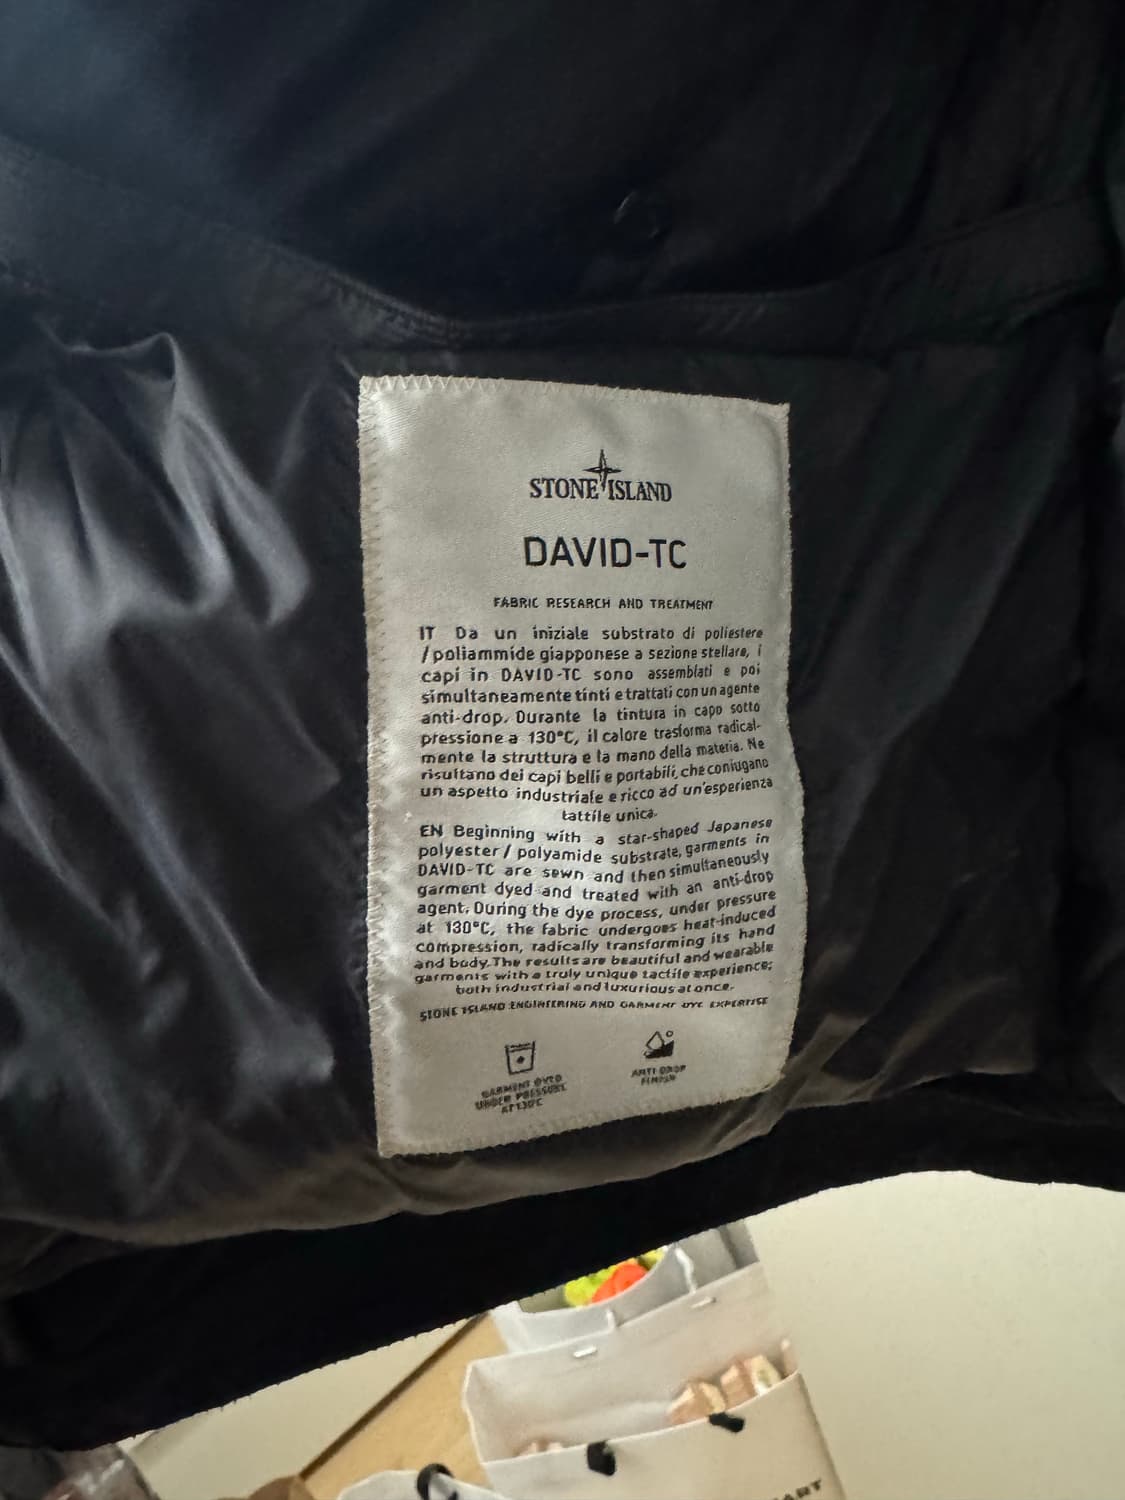 STONE ISLAND
DAVID-TC
FABRIC RESEARCH AND TREATMENT
IT Da un iniziale substrato di poliestere
/poliammide giapponese a sezione stellare, i
capi in DAVID-TC sono assemblati e poi
simultaneamente tinti e trattati con un agente
anti-drop. Durante la tintura in capo sotto
pressione a 130°C, il calore trasforma radical-
mente la struttura e la mano della materia. Ne
risultano dei capi belli e portabili, che coniugano
un aspetto industriale e ricco ad un'esperienza
tattile unica.
EN Beginning with a star-shaped Japanese
polyester / polyamide substrate, garments in
DAVID-TC are sewn and then simultaneously
garment dyed and treated with an anti-drop
agent. During the dye process, under pressure
at 130°C, the fabric undergoes heat-induced
compression, radically transforming its hand
and body. The results are beautiful and wearable
garments with a truly unique tactile experience;
both industrial and luxurious at once.
STONE ISLAND ENGINEERING AND GARMENT DYE EXPERTISE
GARMENT DYED
UNDER PRESSURE
AT 130°C
ANTI DROP
FINISH
ART